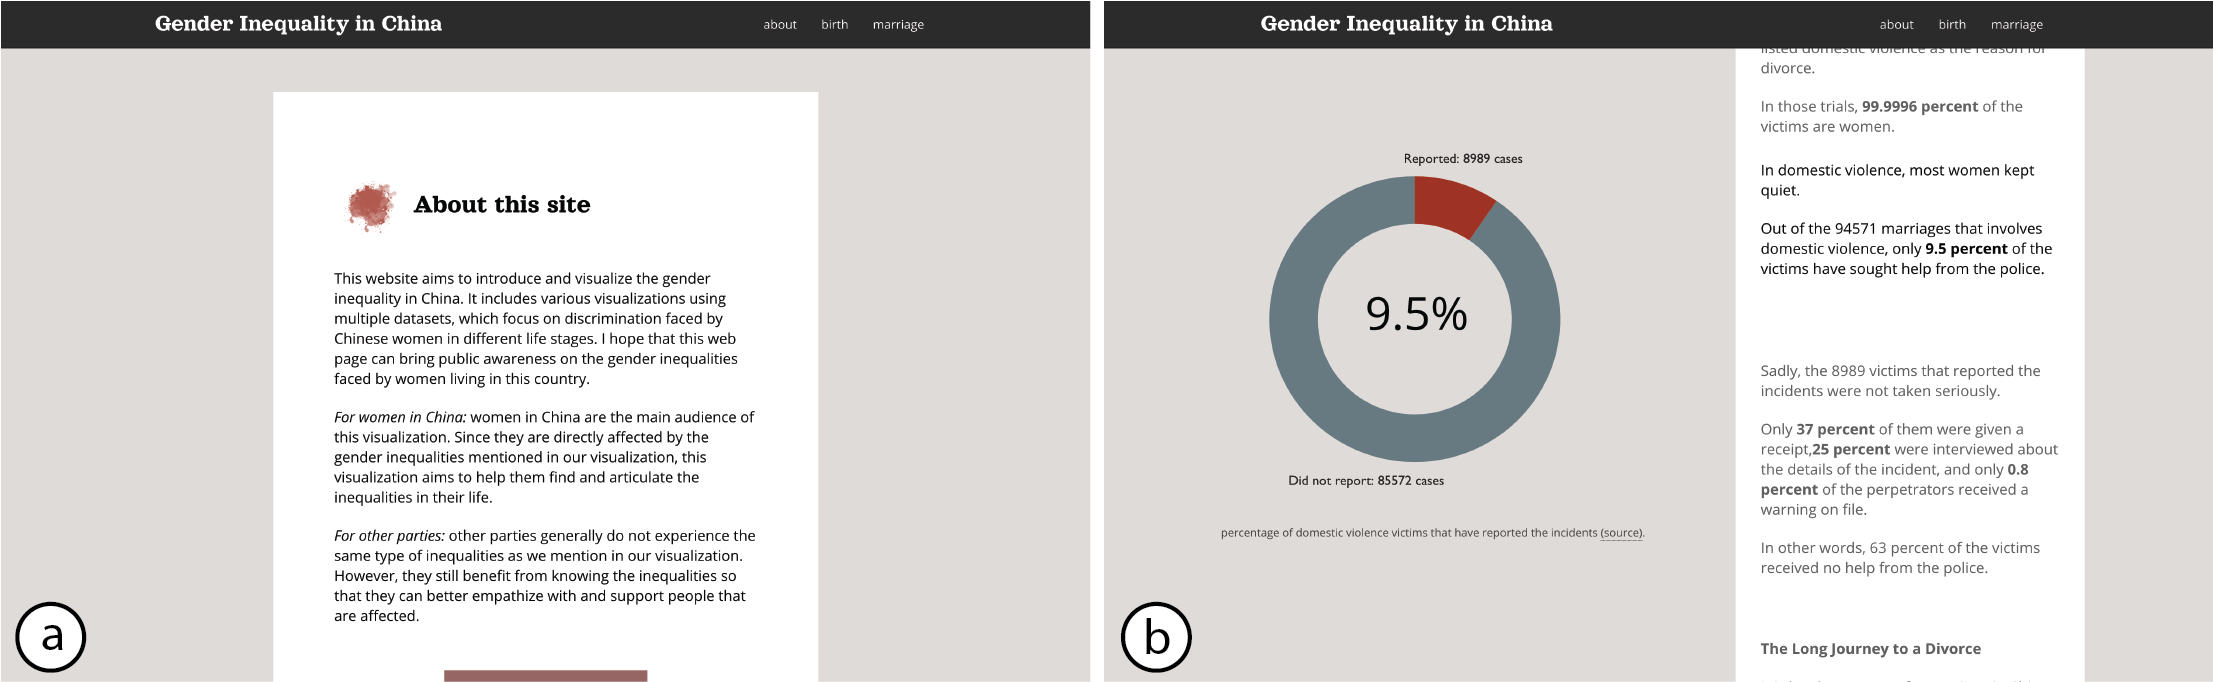 Gender Inequality in China
about birth marriage
About this site
This website aims to introduce and visualize the gender
inequality in China. It includes various visualizations using
multiple datasets, which focus on discrimination faced by
Chinese women in different life stages. I hope that this web
page can bring public awareness on the gender inequalities
faced by women living in this country.
For women in China: women in China are the main audience of
this visualization. Since they are directly affected by the
gender inequalities mentioned in our visualization, this
visualization aims to help them find and articulate the
inequalities in their life.
For other parties: other parties generally do not experience the
same type of inequalities as we mention in our visualization.
However, they still benefit from knowing the inequalities so
that they can better empathize with and support people that
are affected.
a
Gender Inequality in China
about birth marriage
Reported: 8989 cases
9.5%
Did not report: 85572 cases
percentage of domestic violence victims that have reported the incidents (source).
listed domestic violence as the reason for
divorce.
In those trials, 99.9996 percent of the
victims are women.
In domestic violence, most women kept
quiet.
Out of the 94571 marriages that involves
domestic violence, only 9.5 percent of the
victims have sought help from the police.
Sadly, the 8989 victims that reported the
incidents were not taken seriously.
Only 37 percent of them were given a
receipt,25 percent were interviewed about
the details of the incident, and only 0.8
percent of the perpetrators received a
warning on file.
In other words, 63 percent of the victims
received no help from the police.
The Long Journey to a Divorce
b